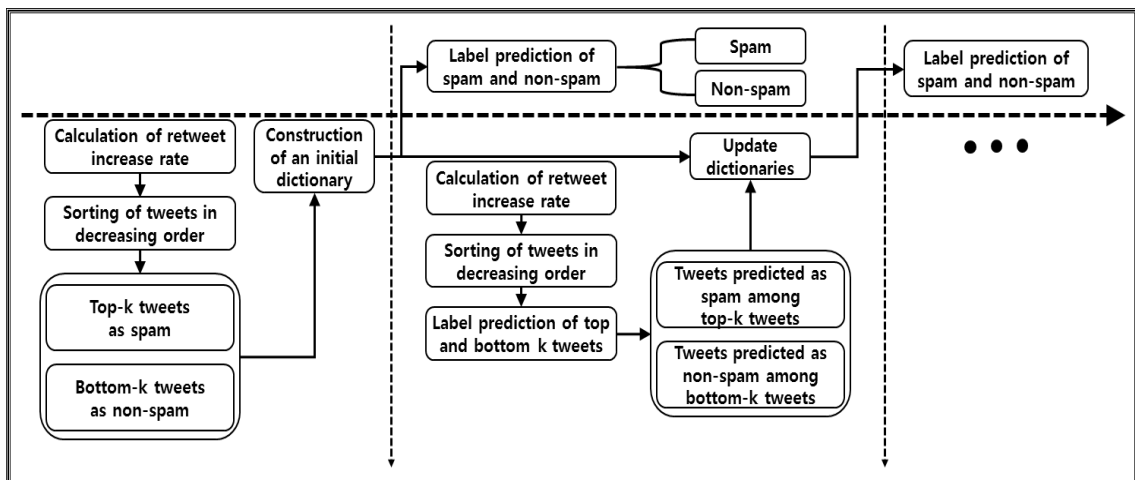 Calculation of retweet
increase rate
Sorting of tweets in
decreasing order
Top-k tweets
as spam
Bottom-k tweets
as non-spam
Construction
of an initial
dictionary
Label prediction of
spam and non-spam
Spam
Non-spam
Calculation of retweet
increase rate
Sorting of tweets in
decreasing order
Label prediction of top
and bottom k tweets
Tweets predicted as
spam among
top-k tweets
Tweets predicted as
non-spam among
bottom-k tweets
Update
dictionaries
Label prediction of
spam and non-spam